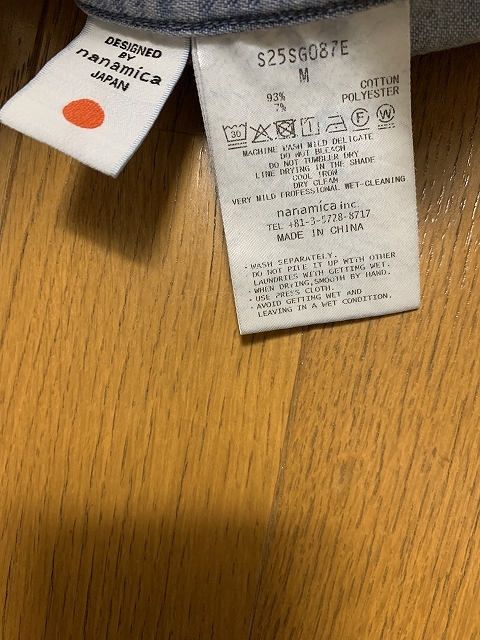 DESIGNED
BY
nanamica
JAPAN
S25SG087E
M
93% COTTON
7% POLYESTER
30
F
W
MACHINE WASH MILD DELICATE
DO NOT BLEACH
DO NOT TUMBLER DRY
LINE DRYING IN THE SHADE
COOL IRON
DRY CLEAN
VERY MILD PROFESSIONAL WET-CLEANING
nanamica inc.
TEL +81-3-5728-8717
MADE IN CHINA
・WASH SEPARATELY.
・DO NOT PILE IT UP WITH OTHER
LAUNDRIES WITH GETTING WET.
・WHEN DRYING,SMOOTH BY HAND.
・USE PRESS CLOTH.
・AVOID GETTING WET AND
LEAVING IN A WET CONDITION.